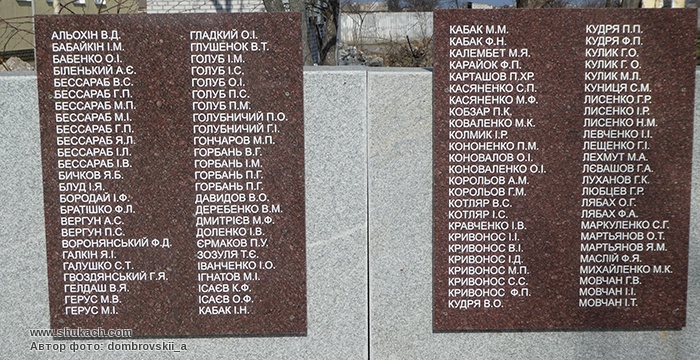 АЛЬОХІН В.Д.
БАБАЙКІН І.М.
БАБЕНКО О.І.
БІЛЕНЬКИЙ А.Є.
БЕССАРАБ В.С.
БЕССАРАБ Г.П.
БЕССАРАБ М.П.
БЕССАРАБ М.І.
БЕССАРАБ Г.П.
БЕССАРАБ Я.Л.
БЕССАРАБ І.Л.
БЕССАРАБ І.В.
БИЧКОВ Я.Б.
БЛУД І.Я.
БОРОДАЙ І.Ф.
БРАТІШКО Ф.Л.
ВЕРГУН А.С.
ВЕРГУН П.С.
ВОРОНЯНСЬКИЙ Ф.Д.
ГАЛКІН Я.І.
ГАЛУШКО С.Т.
ГВОЗДЯНСЬКИЙ Г.Я.
ГЕЛДАШ В.Я.
ГЕРУС М.В.
ГЕРУС М.І.
ГЛАДКИЙ О.І.
ГЛУШЕНОК В.Т.
ГОЛУБ І.М.
ГОЛУБ І.С.
ГОЛУБ О.І.
ГОЛУБ П.С.
ГОЛУБ П.М.
ГОЛУБНИЧИЙ П.О.
ГОЛУБНИЧИЙ Г.І.
ГОНЧАРОВ М.П.
ГОРБАНЬ В.Г.
ГОРБАНЬ І.М.
ГОРБАНЬ П.Г.
ГОРБАНЬ П.Г.
ДАВИДОВ В.О.
ДЕРЕБЕНКО В.М.
ДМИТРІЄВ М.Ф.
ДОЛЕНКО І.В.
ЄРМАКОВ П.У.
ЗОЗУЛЯ Т.Є.
ІВАНЧЕНКО І.О.
ІГНАТОВ М.І.
ІСАЄВ К.Ф.
ІСАЄВ О.Ф.
КАБАК І.Н.
КАБАК М.М.
КАБАК Ф.Н.
КАЛЕМБЕТ М.Я.
КАРАЙОК Ф.П.
КАРТАШОВ П.ХР.
КАСЯНЕНКО С.П.
КАСЯНЕНКО М.Ф.
КОБЗАР П.К.
КОВАЛЕНКО М.К.
КОЛМИК І.Р.
КОНОНЕНКО П.М.
КОНОВАЛОВ О.І.
КОНОВАЛЕНКО О.І.
КОРОЛЬОВ А.М.
КОРОЛЬОВ Г.М.
КОТЛЯР В.С.
КОТЛЯР І.С.
КРАВЧЕНКО І.В.
КРИВОНОС І.І.
КРИВОНОС В.І.
КРИВОНОС І.Д.
КРИВОНОС М.П.
КРИВОНОС С.С.
КРИВОНОС Ф.П.
КУДРЯ В.О.
КУДРЯ П.П.
КУДРЯ Ф.П.
КУЛИК Г.О.
КУЛИК Г. О.
КУЛИК М.Л.
КУНИЦЯ С.М.
ЛИСЕНКО Г.Р.
ЛИСЕНКО І.Р.
ЛИСЕНКО Н.М.
ЛЕВЧЕНКО І.І.
ЛЕЩЕНКО Г.І.
ЛЕХМУТ М.А.
ЛЄВАШОВ Г.А.
ЛУХАНОВ Г.К.
ЛЮБЦЕВ Г.Р.
ЛЯБАХ О.Г.
ЛЯБАХ Ф.А.
МАРКУЛЕНКО С.Г.
МАРТЬЯНОВ О.Т.
МАРТЬЯНОВ Я.М.
МАСЛІЙ Ф.Я.
МИХАЙЛЕНКО М.К.
МОВЧАН Г.В.
МОВЧАН І.І.
МОВЧАН І.Т.
www.shukach.com
Автор фото: dombrovskii_a